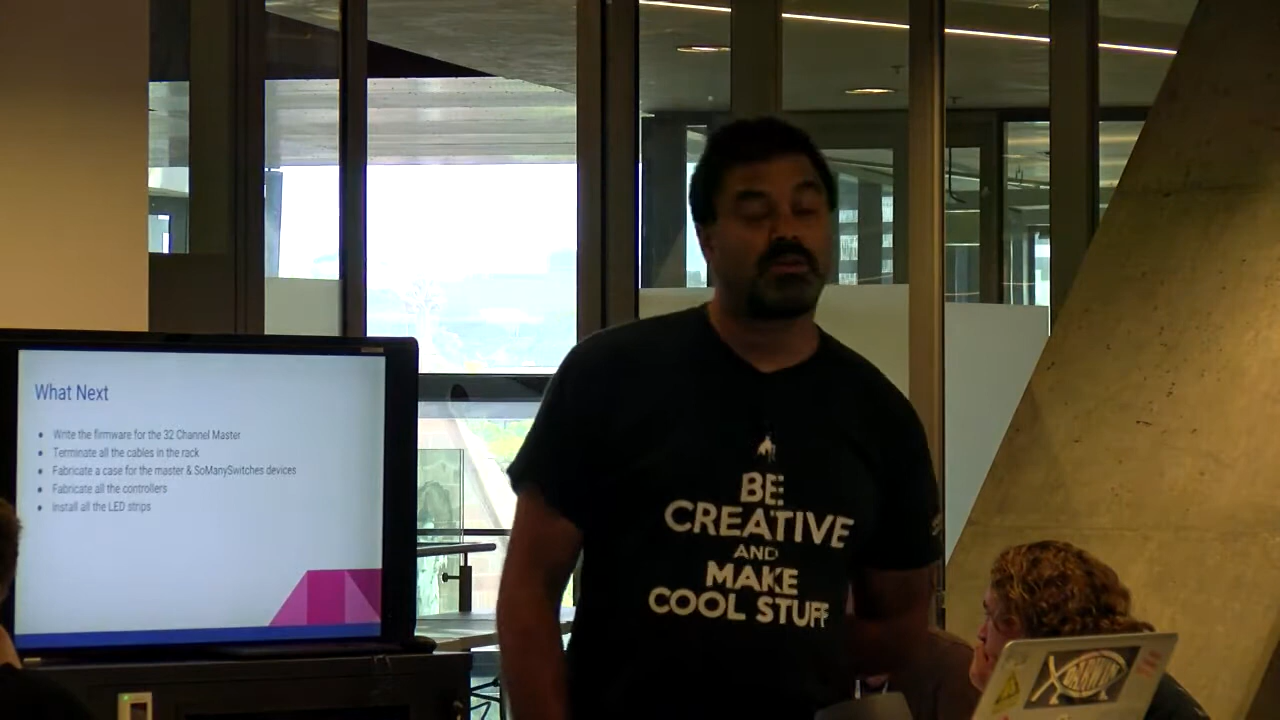 What Next
Write the firmware for the 32 Channel Master
Terminate all the cables in the rack
Fabricate a case for the master & SoManySwitches devices
Fabricate all the controllers
Install all the LED strips
BE
CREATIVE
AND
MAKE
COOL STUFF
DARWIN